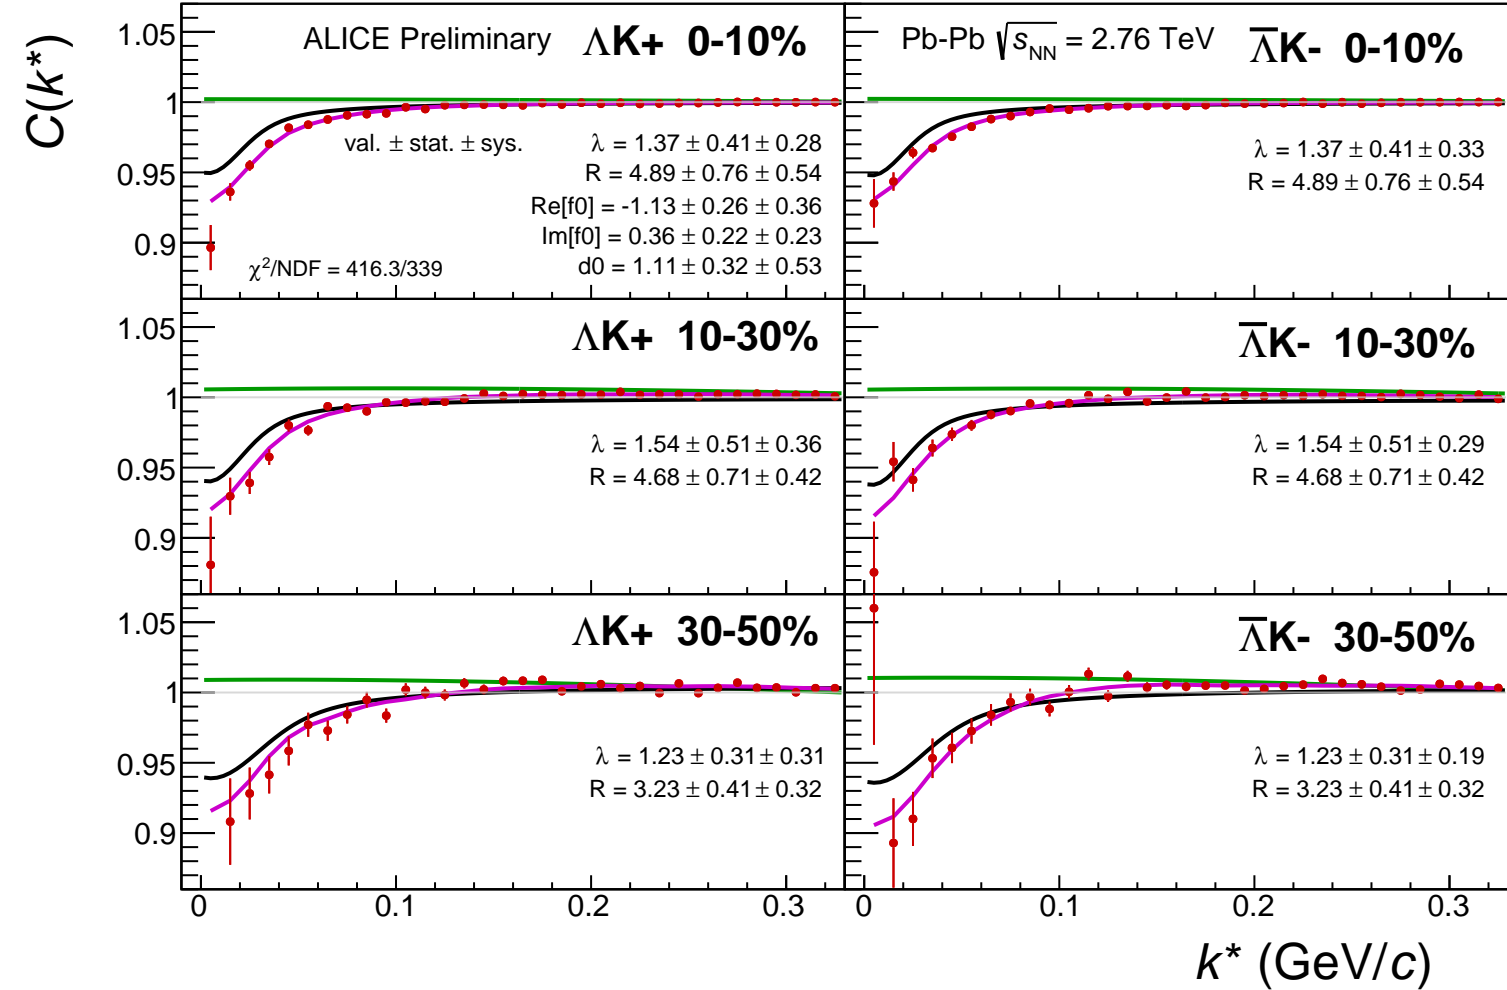 C(k*)
ALICE Preliminary ΛK+ 0-10%
val. ± stat. ± sys.
λ = 1.37 ± 0.41 ± 0.28
R = 4.89 ± 0.76 ± 0.54
Re[f0] = -1.13 ± 0.26 ± 0.36
Im[f0] = 0.36 ± 0.22 ± 0.23
d0 = 1.11 ± 0.32 ± 0.53
χ²/NDF = 416.3/339
1.05
1
0.95
0.9
Pb-Pb √sNN = 2.76 TeV Λ̅K- 0-10%
λ = 1.37 ± 0.41 ± 0.33
R = 4.89 ± 0.76 ± 0.54
ΛK+ 10-30%
λ = 1.54 ± 0.51 ± 0.36
R = 4.68 ± 0.71 ± 0.42
1.05
1
0.95
0.9
Λ̅K- 10-30%
λ = 1.54 ± 0.51 ± 0.29
R = 4.68 ± 0.71 ± 0.42
ΛK+ 30-50%
λ = 1.23 ± 0.31 ± 0.31
R = 3.23 ± 0.41 ± 0.32
1.05
1
0.95
0.9
Λ̅K- 30-50%
λ = 1.23 ± 0.31 ± 0.19
R = 3.23 ± 0.41 ± 0.32
0 0.1 0.2 0.3
0 0.1 0.2 0.3
k* (GeV/c)